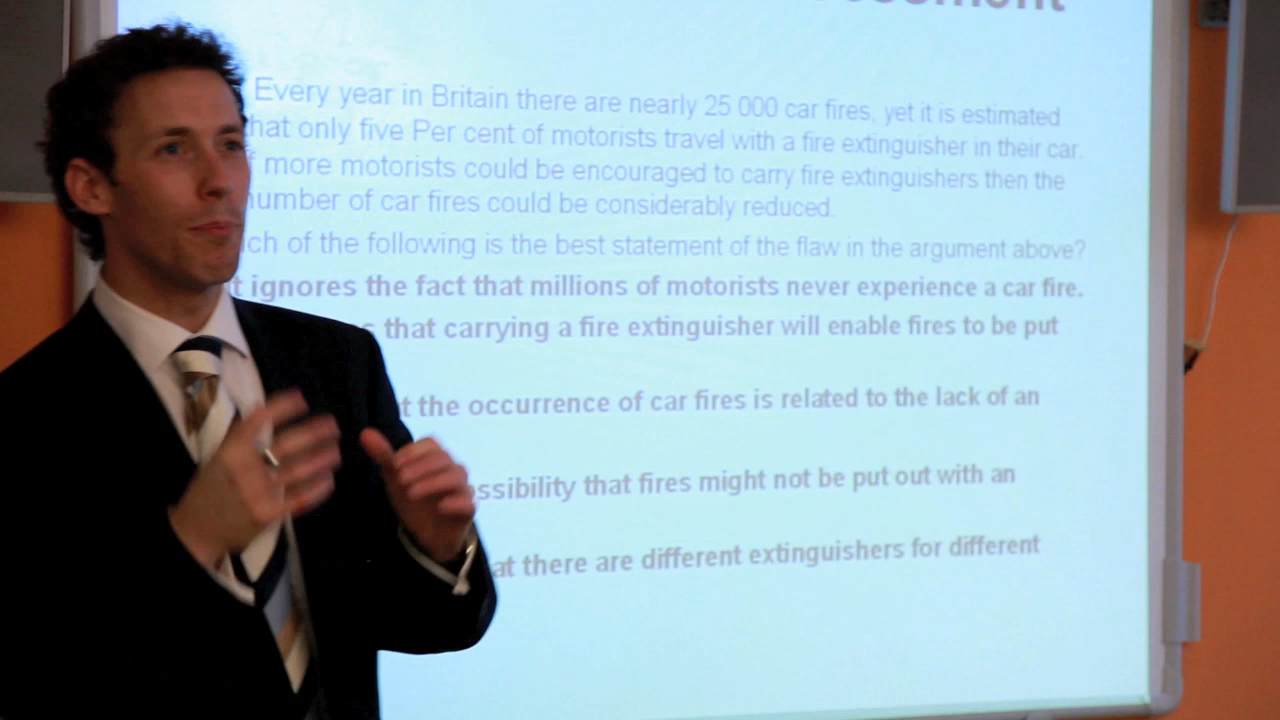 Every year in Britain there are nearly 25 000 car fires, yet it is estimated
hat only five Per cent of motorists travel with a fire extinguisher in their car.
more motorists could be encouraged to carry fire extinguishers then the
umber of car fires could be considerably reduced.
ch of the following is the best statement of the flaw in the argument above?
t ignores the fact that millions of motorists never experience a car fire.
s that carrying a fire extinguisher will enable fires to be put
t the occurrence of car fires is related to the lack of an
ssibility that fires might not be put out with an
at there are different extinguishers for different